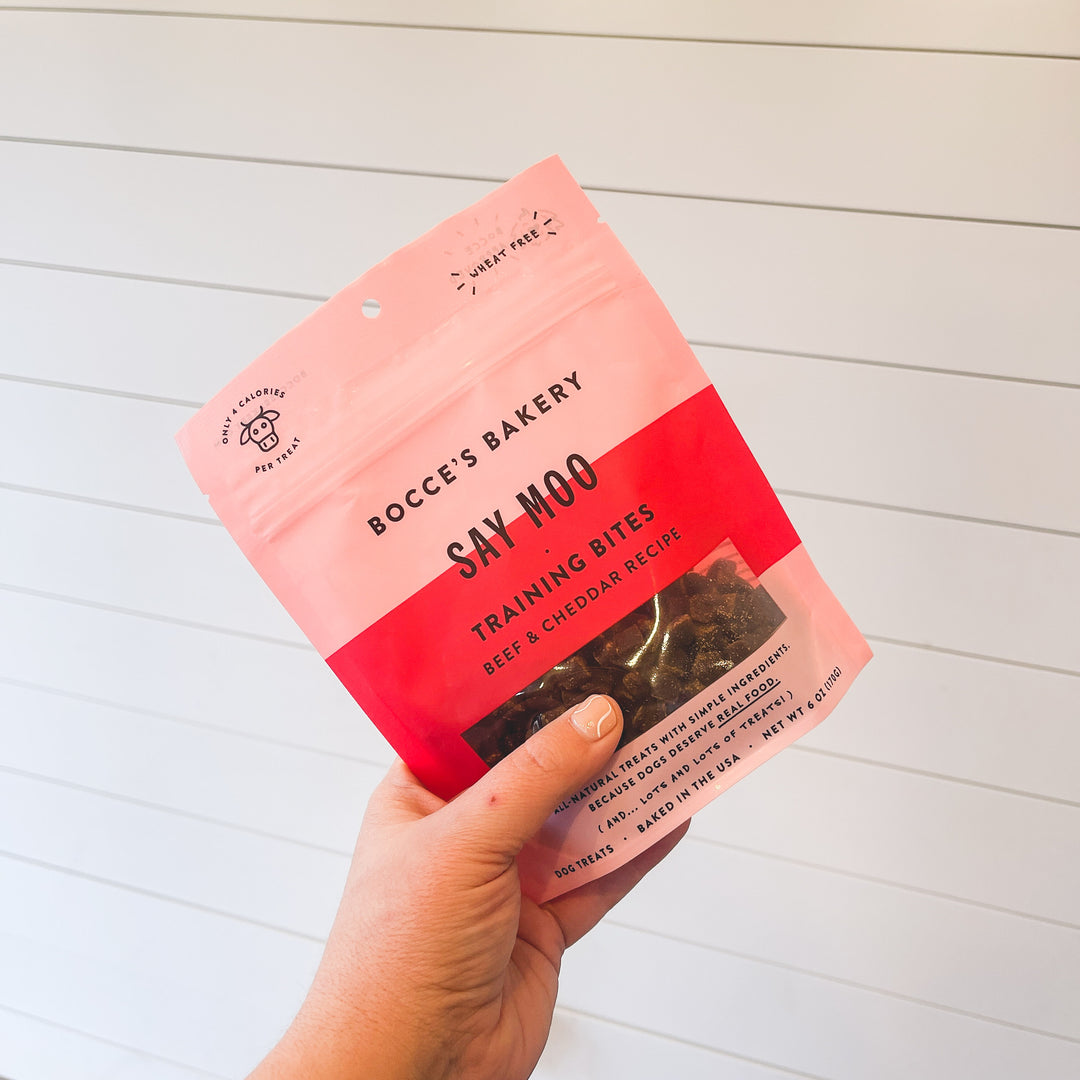 WHEAT FREE
ONLY 4 CALORIES
PER TREAT
BOCCE'S BAKERY
SAY MOO
TRAINING BITES
BEEF & CHEDDAR RECIPE
ALL-NATURAL TREATS WITH SIMPLE INGREDIENTS.
BECAUSE DOGS DESERVE REAL FOOD.
(AND... LOTS AND LOTS OF TREATS!)
DOG TREATS · BAKED IN THE USA · NET WT 6 OZ (170G)